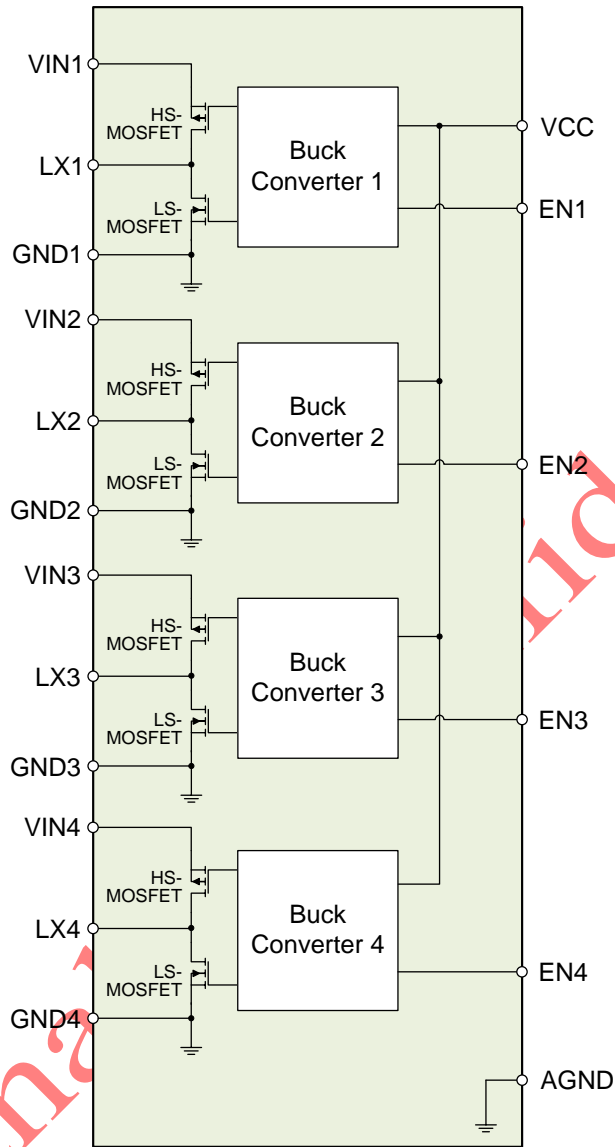 VIN1
HS-
MOSFET
LX1
LS-
MOSFET
GND1
Buck
Converter 1
VCC
EN1
VIN2
HS-
MOSFET
LX2
LS-
MOSFET
GND2
Buck
Converter 2
EN2
VIN3
HS-
MOSFET
LX3
LS-
MOSFET
GND3
Buck
Converter 3
EN3
VIN4
HS-
MOSFET
LX4
LS-
MOSFET
GND4
Buck
Converter 4
EN4
AGND